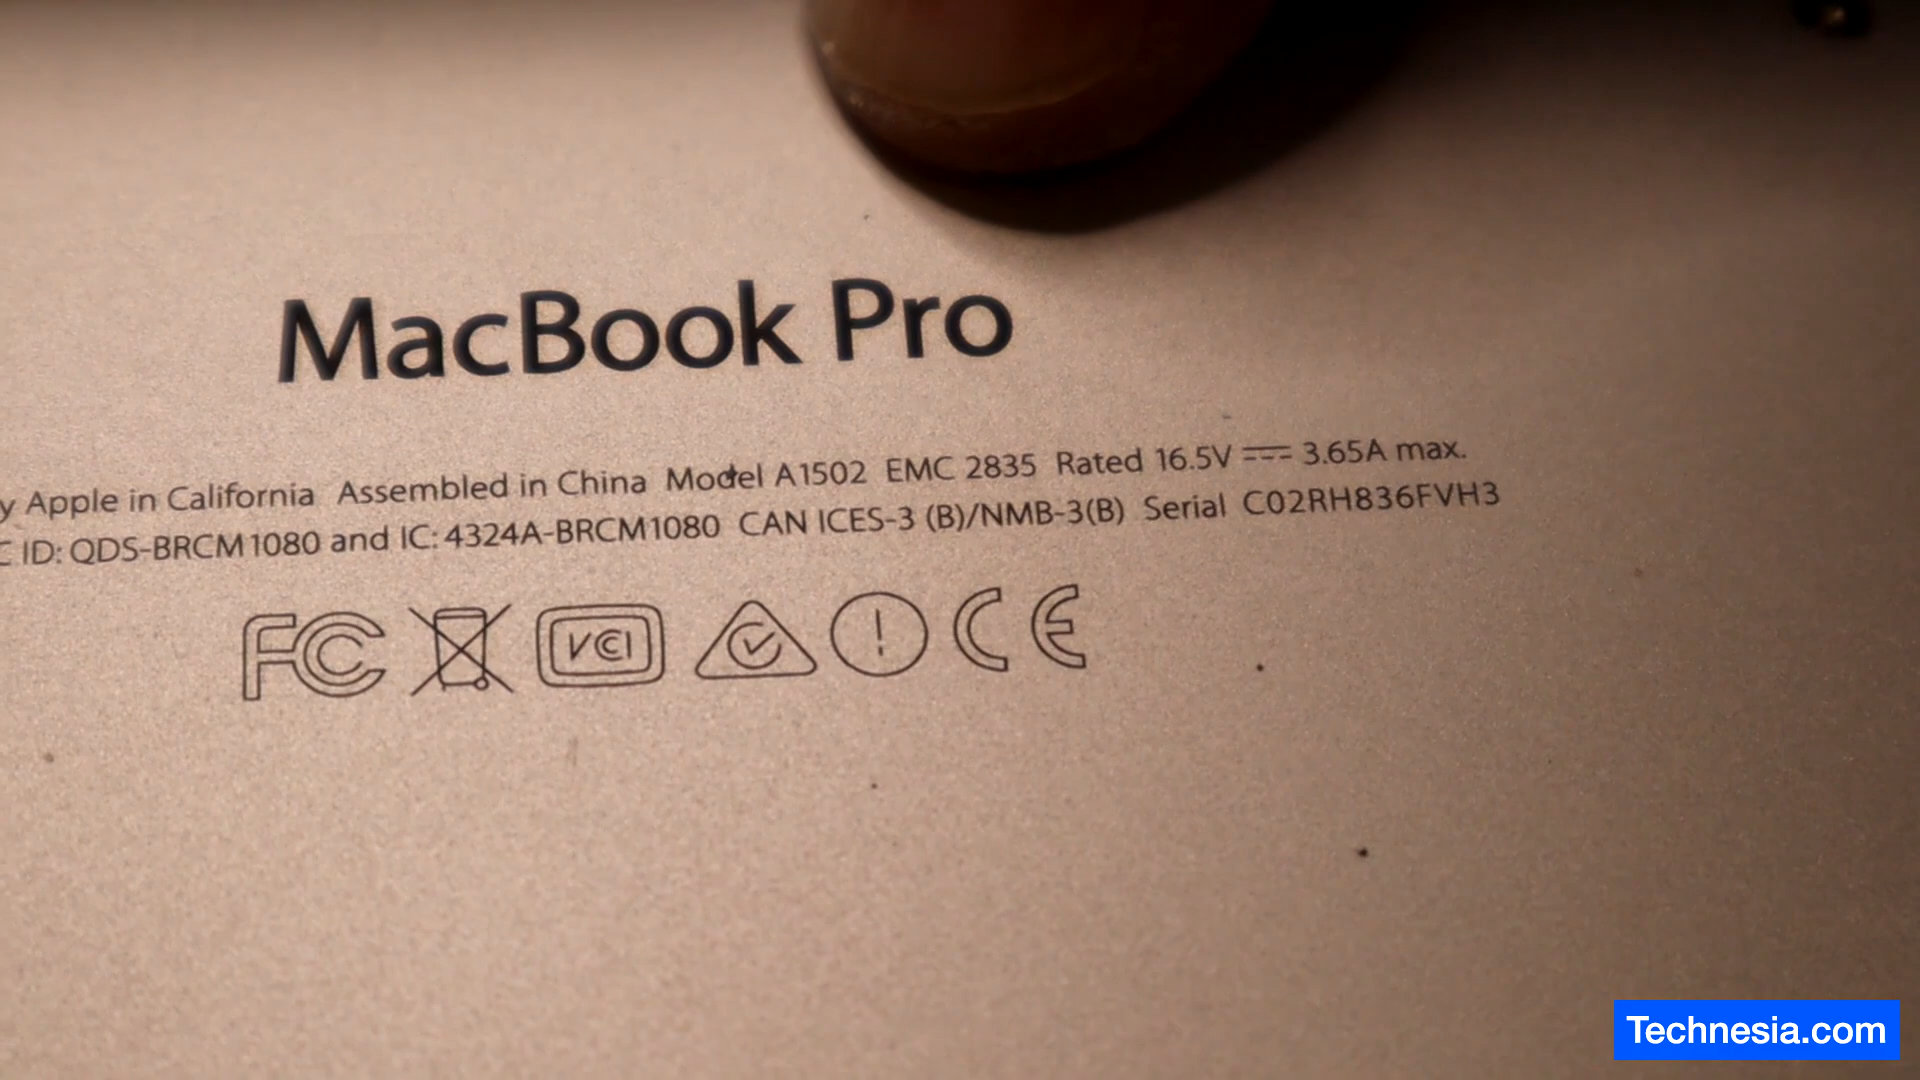 MacBook Pro
y Apple in California Assembled in China Model A1502 EMC 2835 Rated 16.5V ⎓ 3.65A max.
C ID: QDS-BRCM1080 and IC: 4324A-BRCM1080 CAN ICES-3 (B)/NMB-3(B) Serial C02RH836FVH3
FC VCI CE
Technesia.com